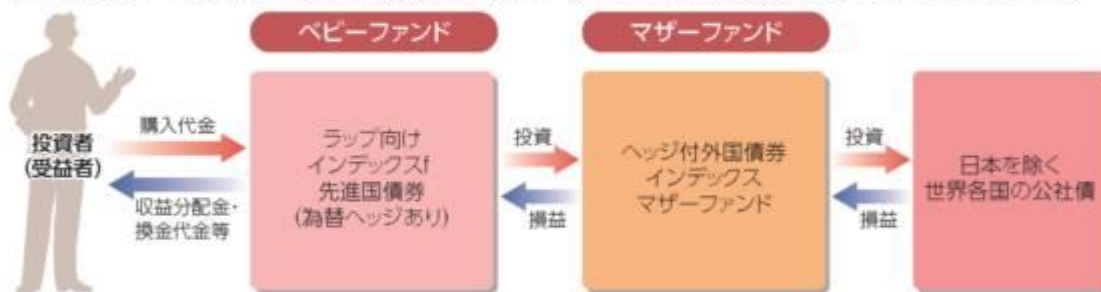 ベビーファンド
マザーファンド
投資者
(受益者)
購入代金
収益分配金・
換金代金等
ラップ向け
インデックスf
先進国債券
(為替ヘッジあり)
投資
損益
ヘッジ付外国債券
インデックス
マザーファンド
投資
損益
日本を除く
世界各国の公社債